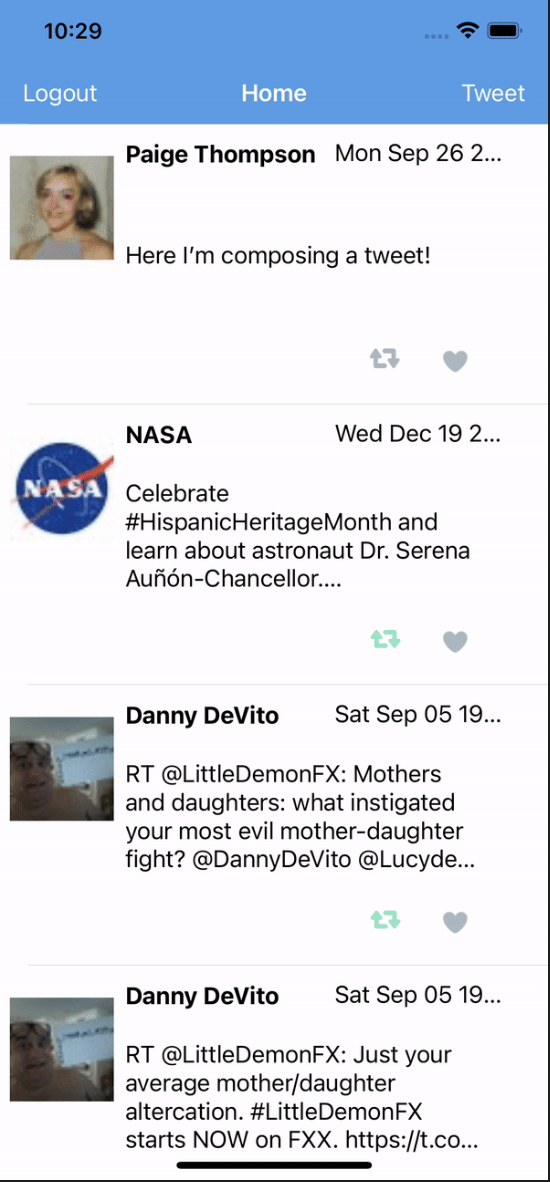 10:29
Logout Home Tweet
Paige Thompson Mon Sep 26 2...
Here I’m composing a tweet!
NASA Wed Dec 19 2...
NASA
Celebrate
#HispanicHeritageMonth and
learn about astronaut Dr. Serena
Auñón-Chancellor....
Danny DeVito Sat Sep 05 19...
RT @LittleDemonFX: Mothers
and daughters: what instigated
your most evil mother-daughter
fight? @DannyDeVito @Lucyde...
Danny DeVito Sat Sep 05 19...
RT @LittleDemonFX: Just your
average mother/daughter
altercation. #LittleDemonFX
starts NOW on FXX. https://t.co...